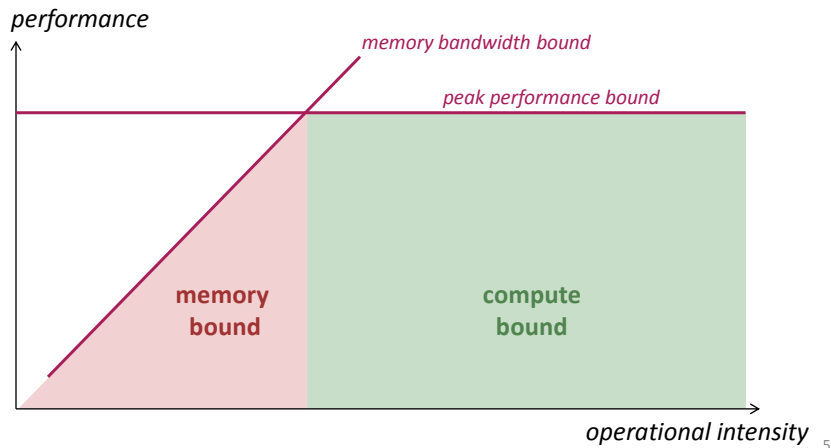 performance
memory bandwidth bound
peak performance bound
memory
bound
compute
bound
operational intensity
5